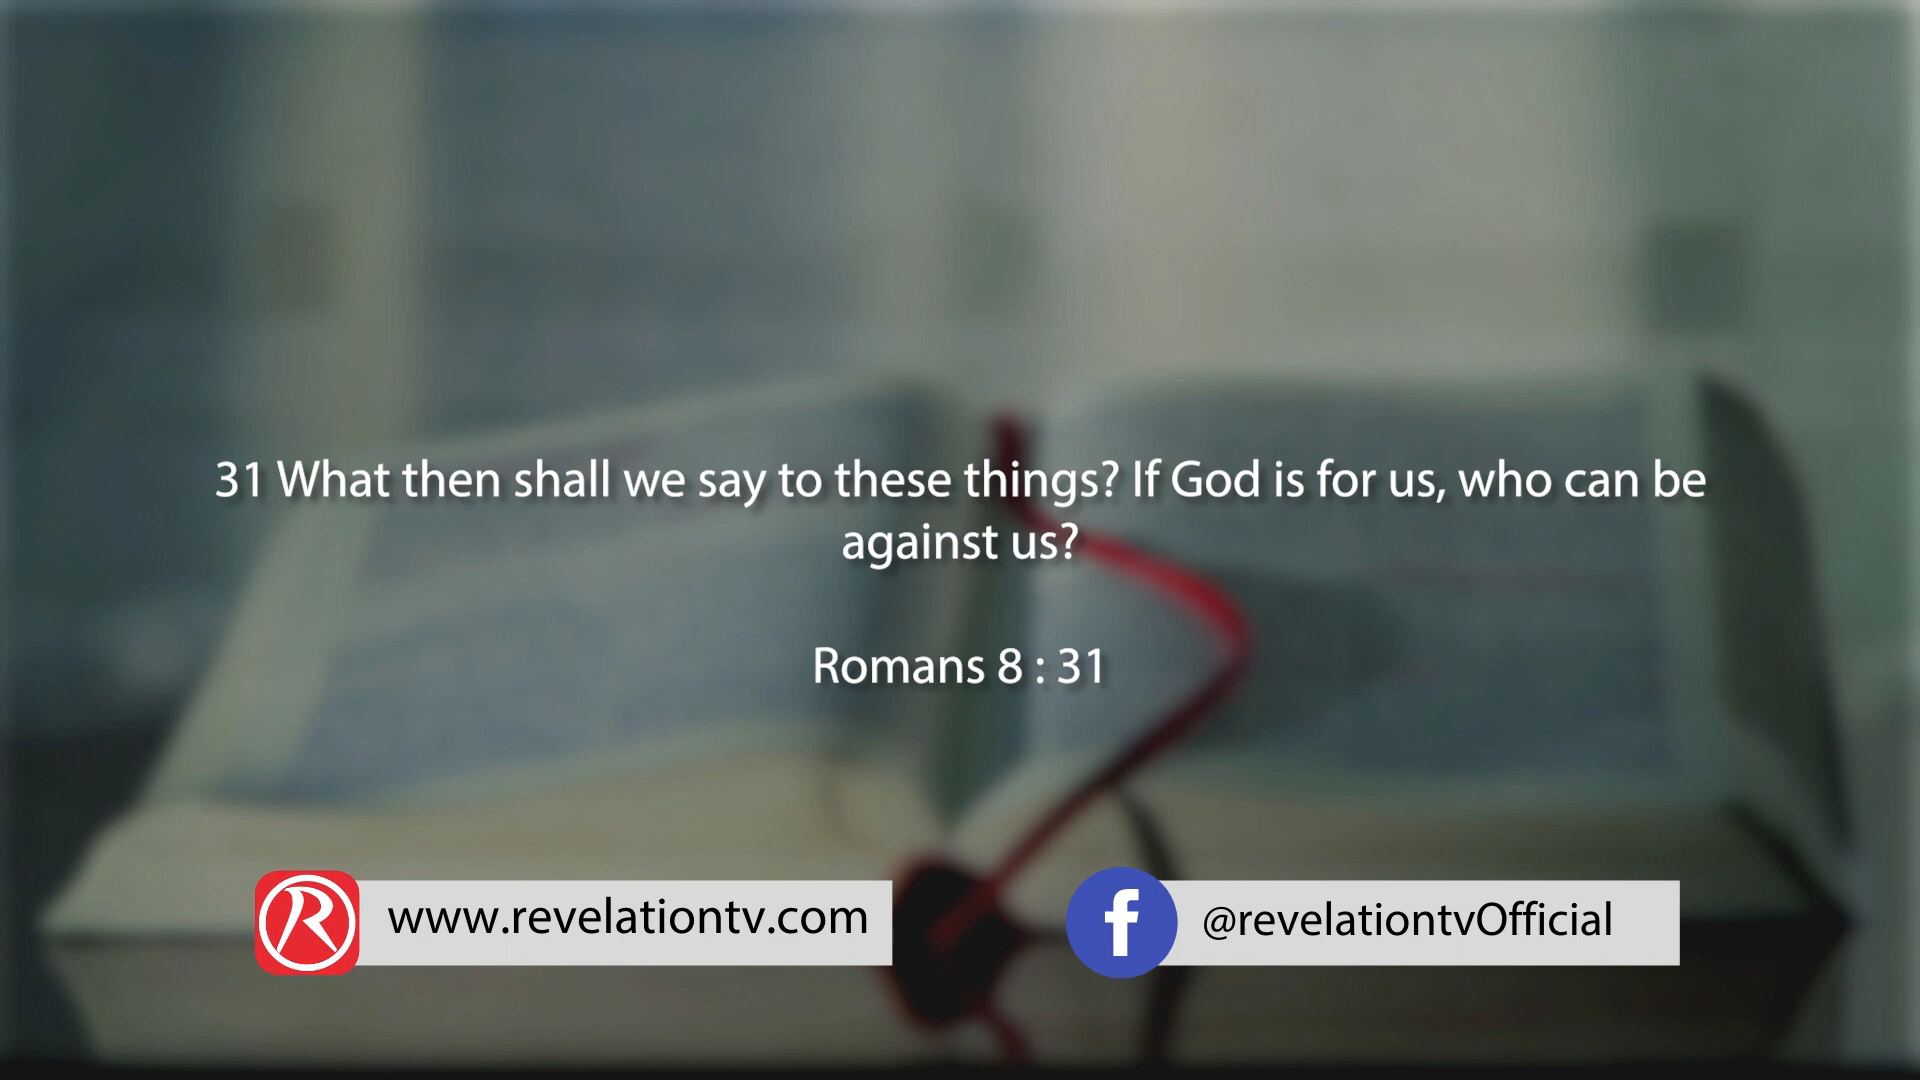 31 What then shall we say to these things? If God is for us, who can be
against us?
Romans 8 : 31
www.revelationtv.com
@revelationtvOfficial